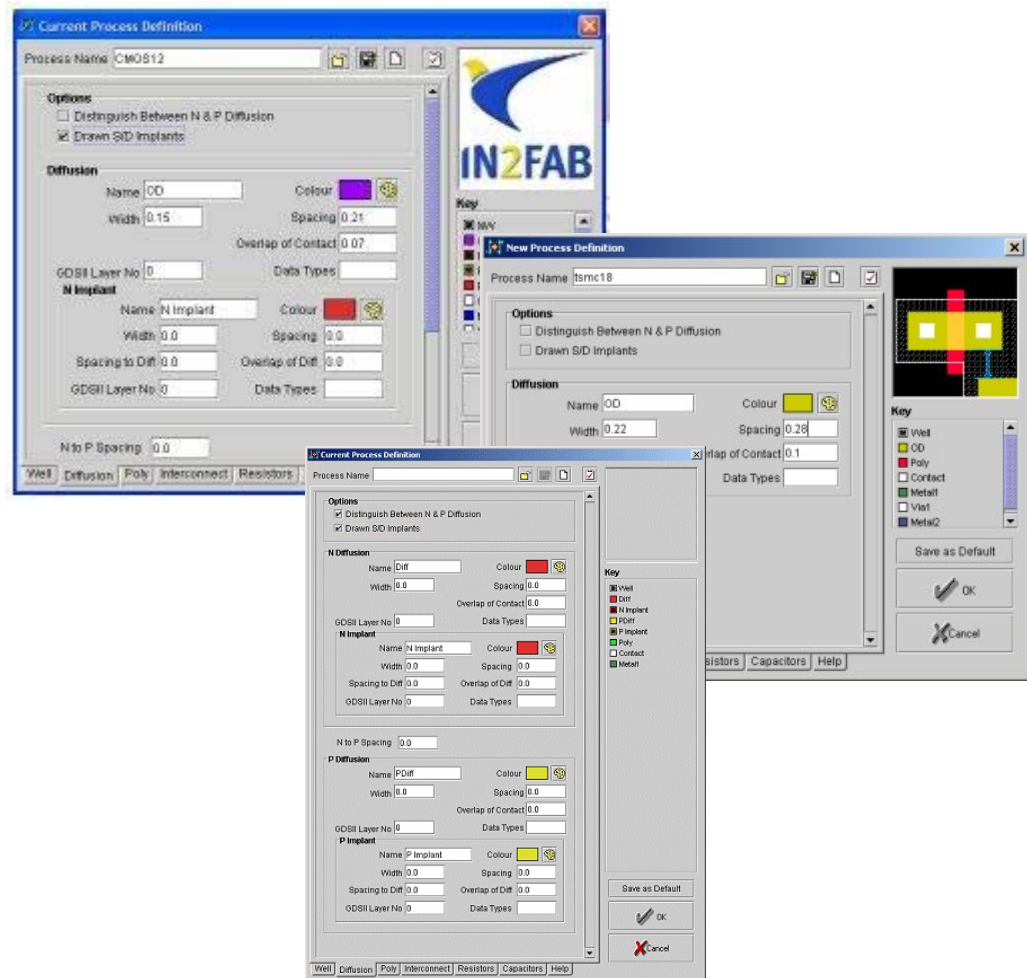 Current Process Definition
Process Name CMOS12
Options
Distinguish Between N & P Diffusion
Drawn S/D Implants
Diffusion
Name OD Colour
Width 0.15 Spacing 0.21
Overlap of Contact 0.07
GDSII Layer No 0 Data Types
N Implant
Name N Implant Colour
Width 0.0 Spacing 0.0
Spacing to Diff 0.0 Overlap of Diff 0.0
GDSII Layer No 0 Data Types
N to P Spacing 0.0
Well Diffusion Poly Interconnect Resistors
IN2FAB
Key
NW
New Process Definition
Process Name tsmc18
Options
Distinguish Between N & P Diffusion
Drawn S/D Implants
Diffusion
Name OD Colour
Width 0.22 Spacing 0.28
rlap of Contact 0.1
Data Types
sistors Capacitors Help
Key
Well
OD
Poly
Contact
Metal1
Via1
Metal2
Save as Default
OK
Cancel
Current Process Definition
Process Name
Options
Distinguish Between N & P Diffusion
Drawn S/D Implants
N Diffusion
Name Diff Colour
Width 0.0 Spacing 0.0
Overlap of Contact 0.0
GDSII Layer No 0 Data Types
N Implant
Name N Implant Colour
Width 0.0 Spacing 0.0
Spacing to Diff 0.0 Overlap of Diff 0.0
GDSII Layer No 0 Data Types
N to P Spacing 0.0
P Diffusion
Name PDiff Colour
Width 0.0 Spacing 0.0
Overlap of Contact 0.0
GDSII Layer No 0 Data Types
P Implant
Name P Implant Colour
Width 0.0 Spacing 0.0
Spacing to Diff 0.0 Overlap of Diff 0.0
GDSII Layer No 0 Data Types
Well Diffusion Poly Interconnect Resistors Capacitors Help
Key
Well
Diff
N Implant
PDiff
P Implant
Poly
Contact
Metal1
Save as Default
OK
Cancel